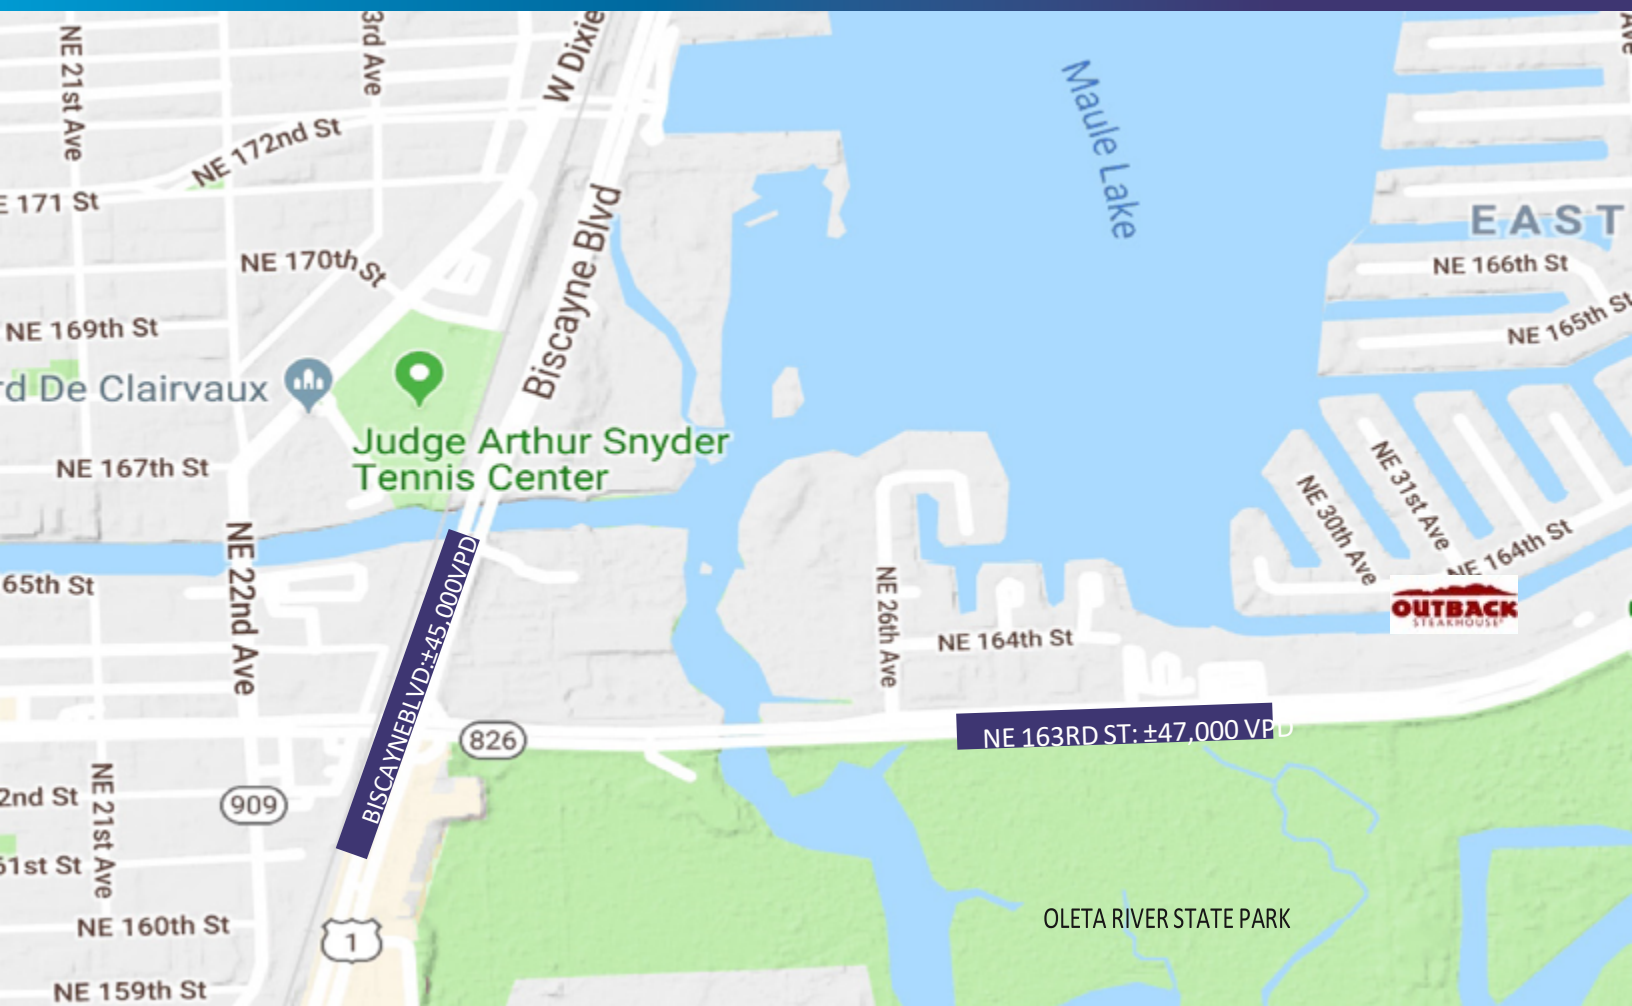 NE 21st Ave
3rd Ave
W Dixie
Maule Lake
NE 172nd St
E 171 St
Biscayne Blvd
EAST
NE 170th St
NE 166th St
NE 165th St
NE 169th St
rd De Clairvaux
Judge Arthur Snyder
Tennis Center
NE 167th St
NE 31st Ave
NE 30th Ave
NE 164th St
NE 22nd Ave
BISCAYNEBLVD:±45,000VPD
65th St
NE 26th Ave
OUTBACK
STEAKHOUSE®
NE 164th St
826
NE 163RD ST: ±47,000 VPD
2nd St
NE 21st Ave
909
61st St
NE 160th St
OLETA RIVER STATE PARK
1
NE 159th St